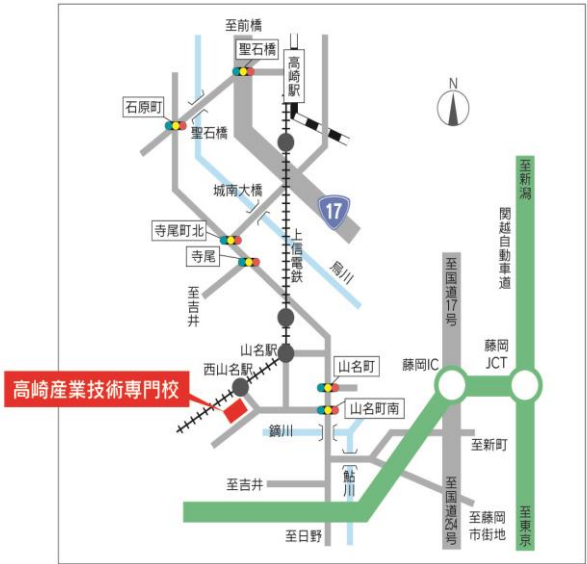 至前橋
聖石橋
高崎駅
N
石原町
聖石橋
至新潟
城南大橋
17
関越自動車道
寺尾町北
上信電鉄
寺尾
烏川
至国道17号
至吉井
山名駅
藤岡IC
藤岡
JCT
西山名駅
山名町
高崎産業技術専門校
山名町南
鏑川
至新町
鮎川
至吉井
至国道254号
至藤岡
市街地
至東京
至日野